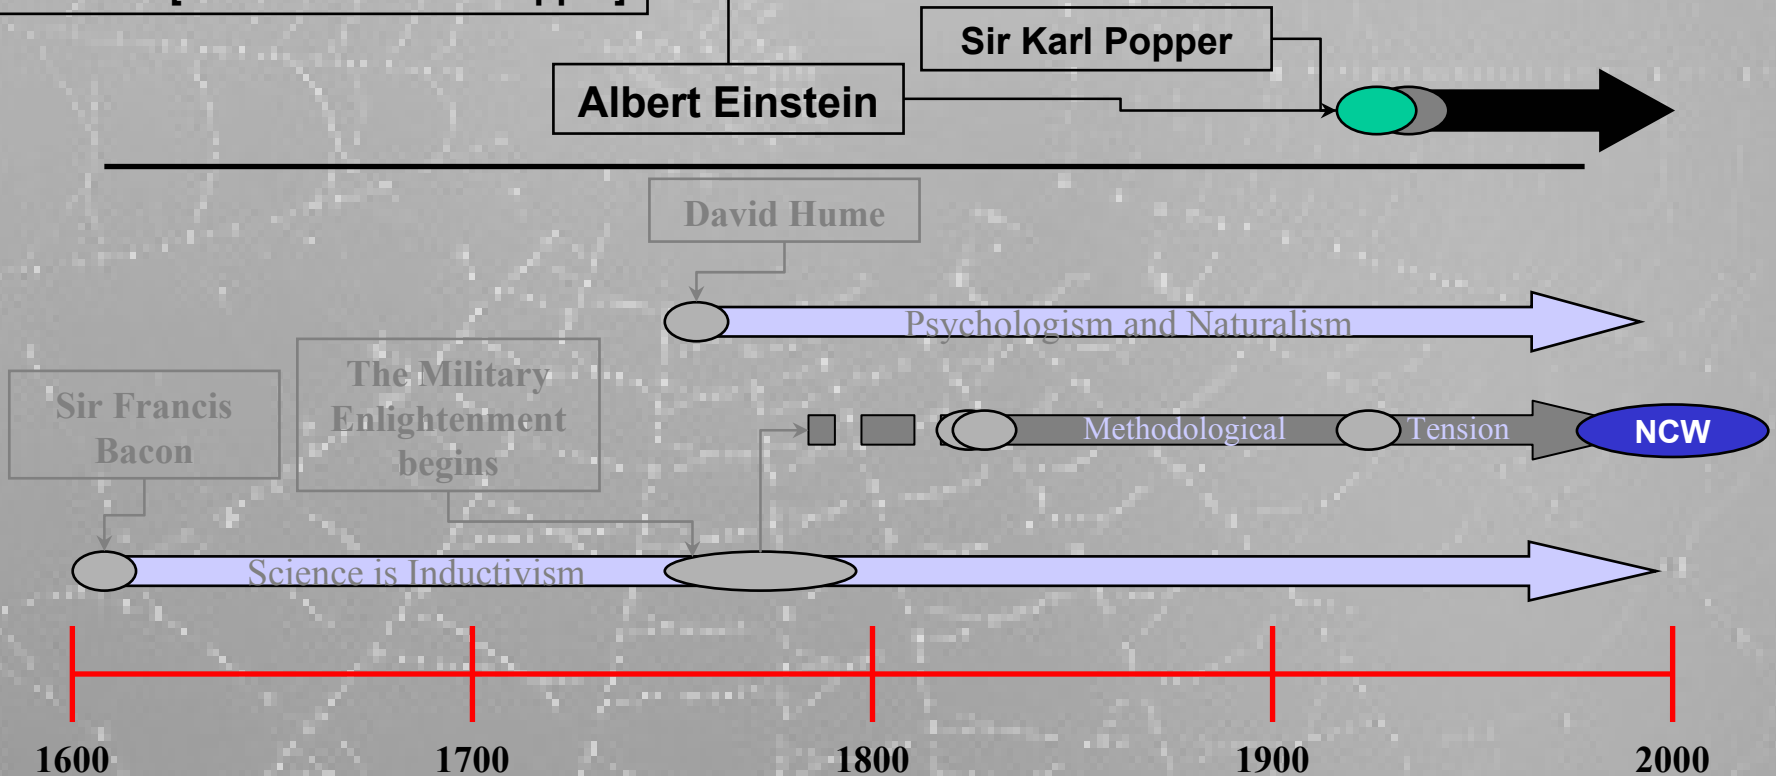 Sir Karl Popper
Albert Einstein
David Hume
Psychologism and Naturalism
The Military
Enlightenment
begins
Sir Francis
Bacon
Methodological
Tension
NCW
Science is Inductivism
1600
1700
1800
1900
2000